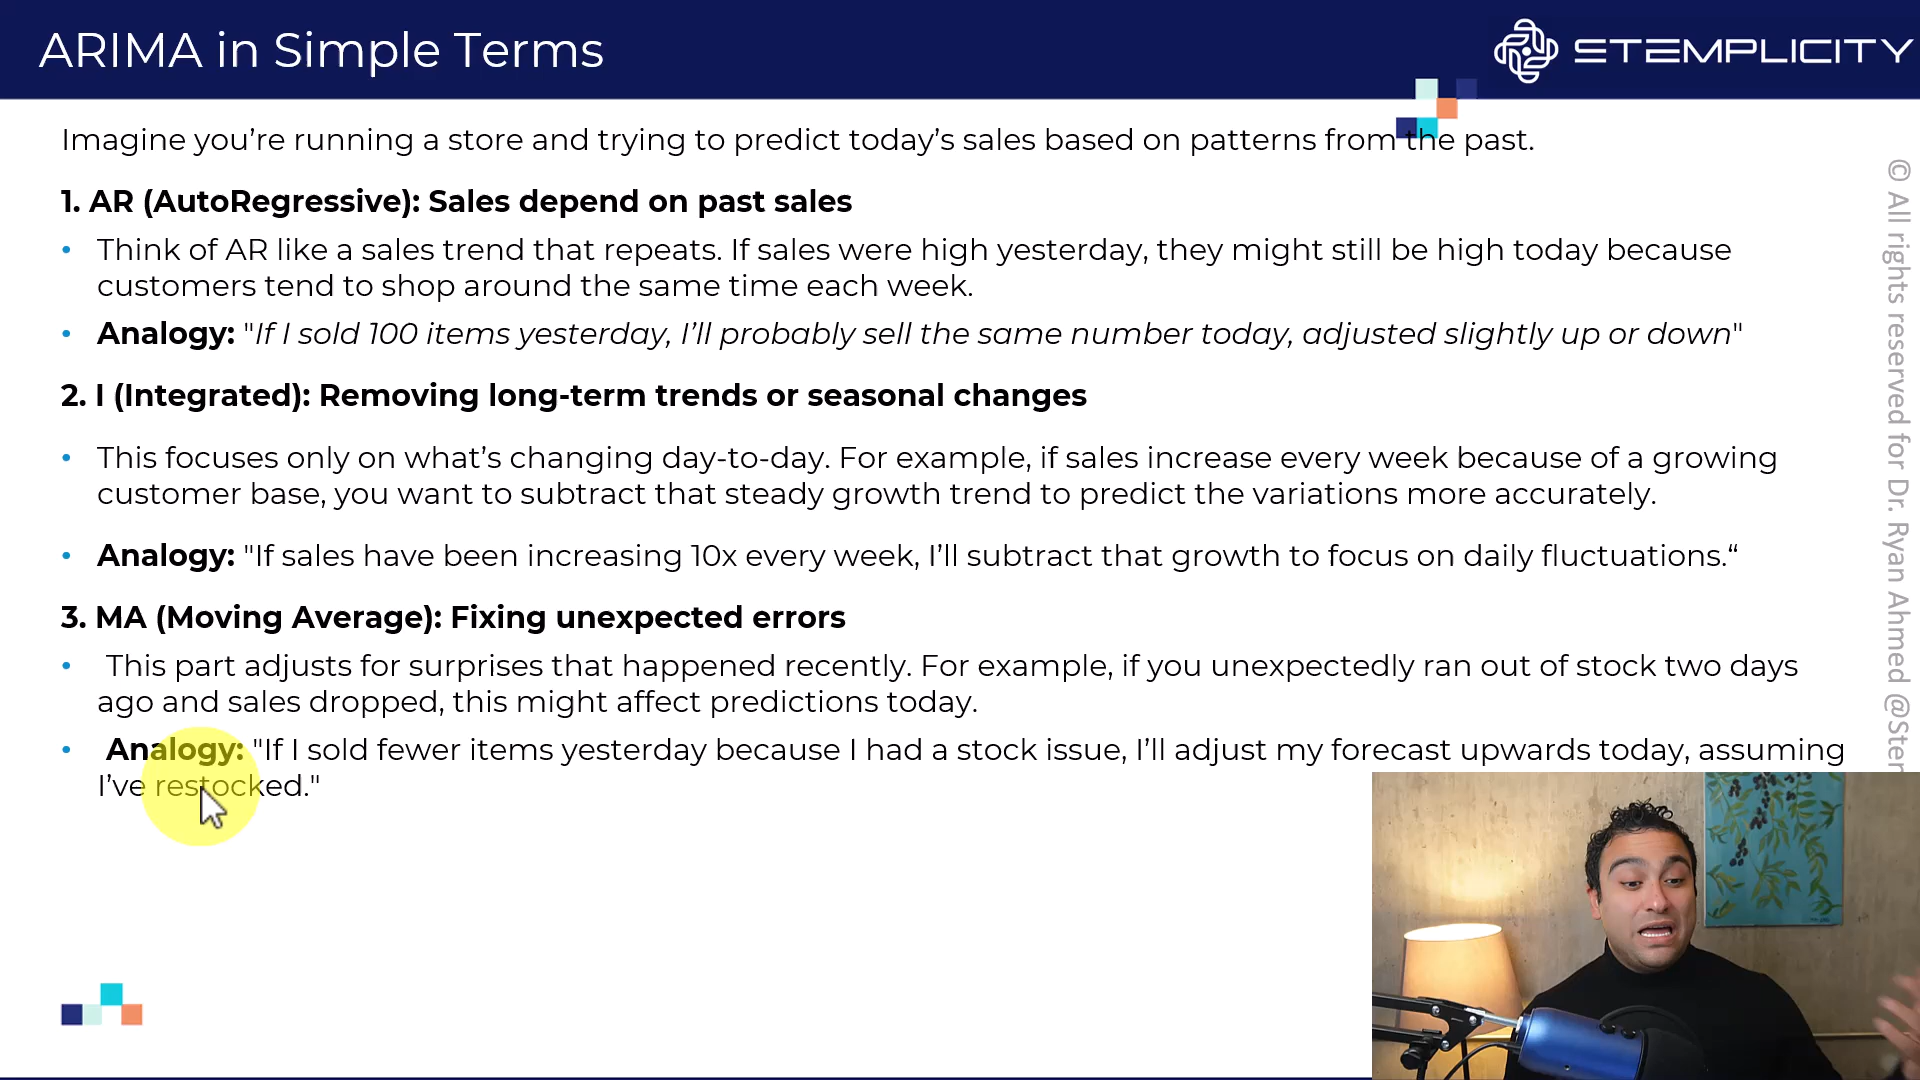 ARIMA in Simple Terms
STEMPLICITY
Imagine you’re running a store and trying to predict today’s sales based on patterns from the past.
1. AR (AutoRegressive): Sales depend on past sales
• Think of AR like a sales trend that repeats. If sales were high yesterday, they might still be high today because
customers tend to shop around the same time each week.
• Analogy: "If I sold 100 items yesterday, I’ll probably sell the same number today, adjusted slightly up or down"
2. I (Integrated): Removing long-term trends or seasonal changes
• This focuses only on what’s changing day-to-day. For example, if sales increase every week because of a growing
customer base, you want to subtract that steady growth trend to predict the variations more accurately.
• Analogy: "If sales have been increasing 10x every week, I’ll subtract that growth to focus on daily fluctuations.“
3. MA (Moving Average): Fixing unexpected errors
• This part adjusts for surprises that happened recently. For example, if you unexpectedly ran out of stock two days
ago and sales dropped, this might affect predictions today.
• Analogy: "If I sold fewer items yesterday because I had a stock issue, I’ll adjust my forecast upwards today, assuming
I’ve restocked."
© All rights reserved for Dr. Ryan Ahmed @Ster